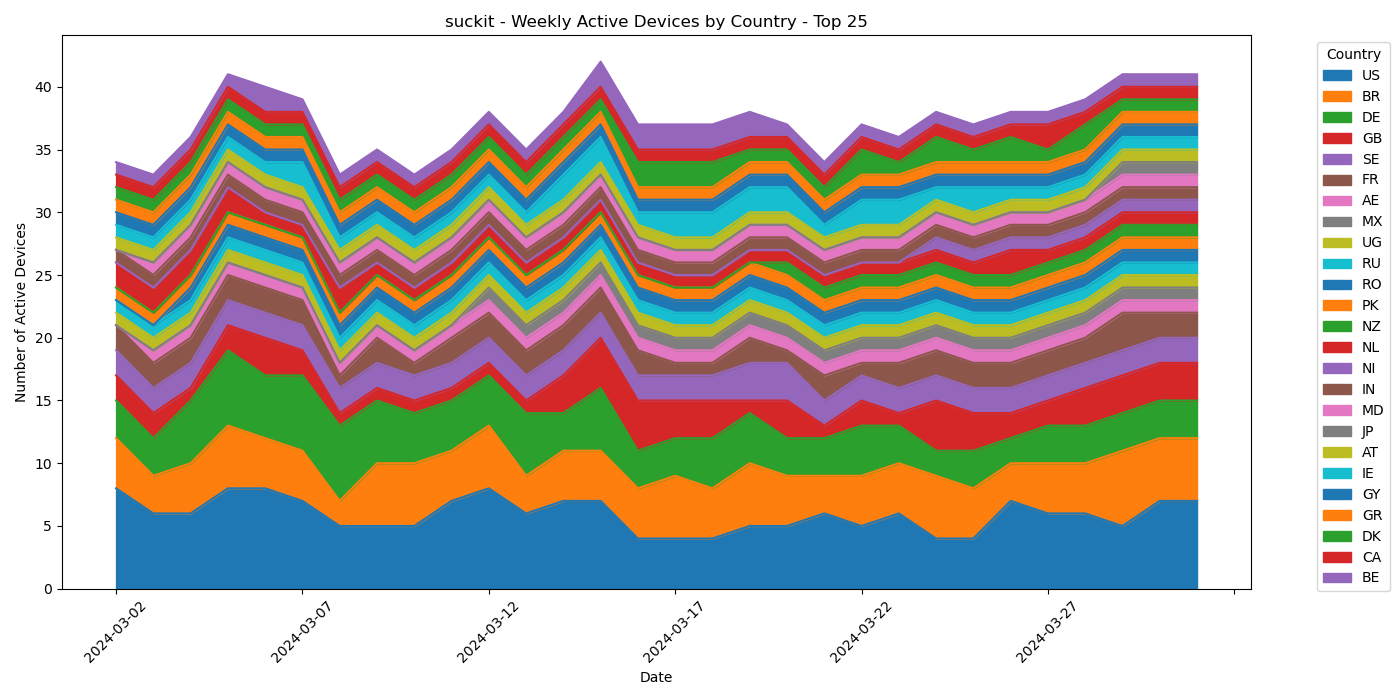 suckit - Weekly Active Devices by Country - Top 25
Number of Active Devices
40
35
30
25
20
15
10
5
0
2024-03-02
2024-03-07
2024-03-12
2024-03-17
2024-03-22
2024-03-27
Date
Country
US
BR
DE
GB
SE
FR
AE
MX
UG
RU
RO
PK
NZ
NL
NI
IN
MD
JP
AT
IE
GY
GR
DK
CA
BE